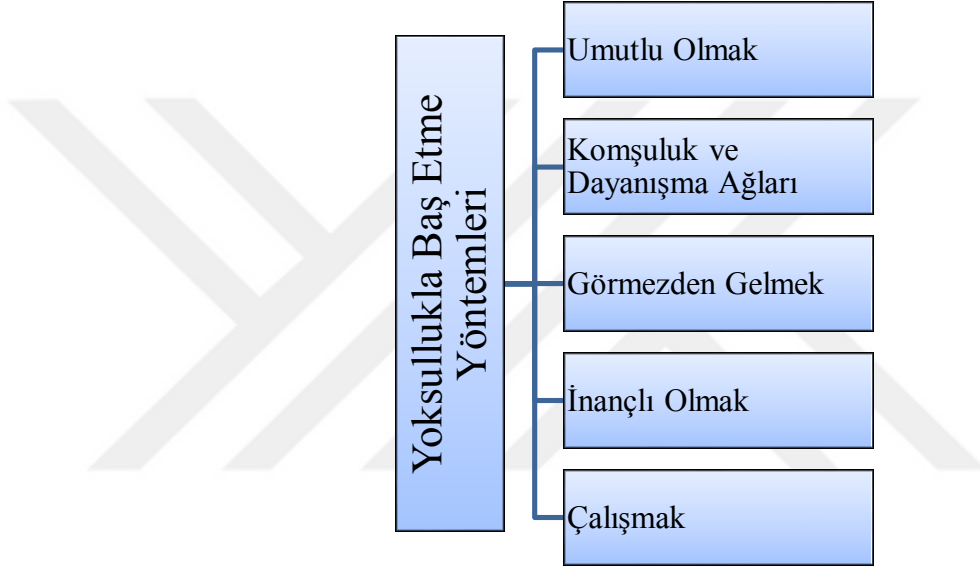 Yoksullukla Baş Etme
Yöntemleri
Umutlu Olmak
Komşuluk ve
Dayanışma Ağları
Görmezden Gelmek
İnançlı Olmak
Çalışmak